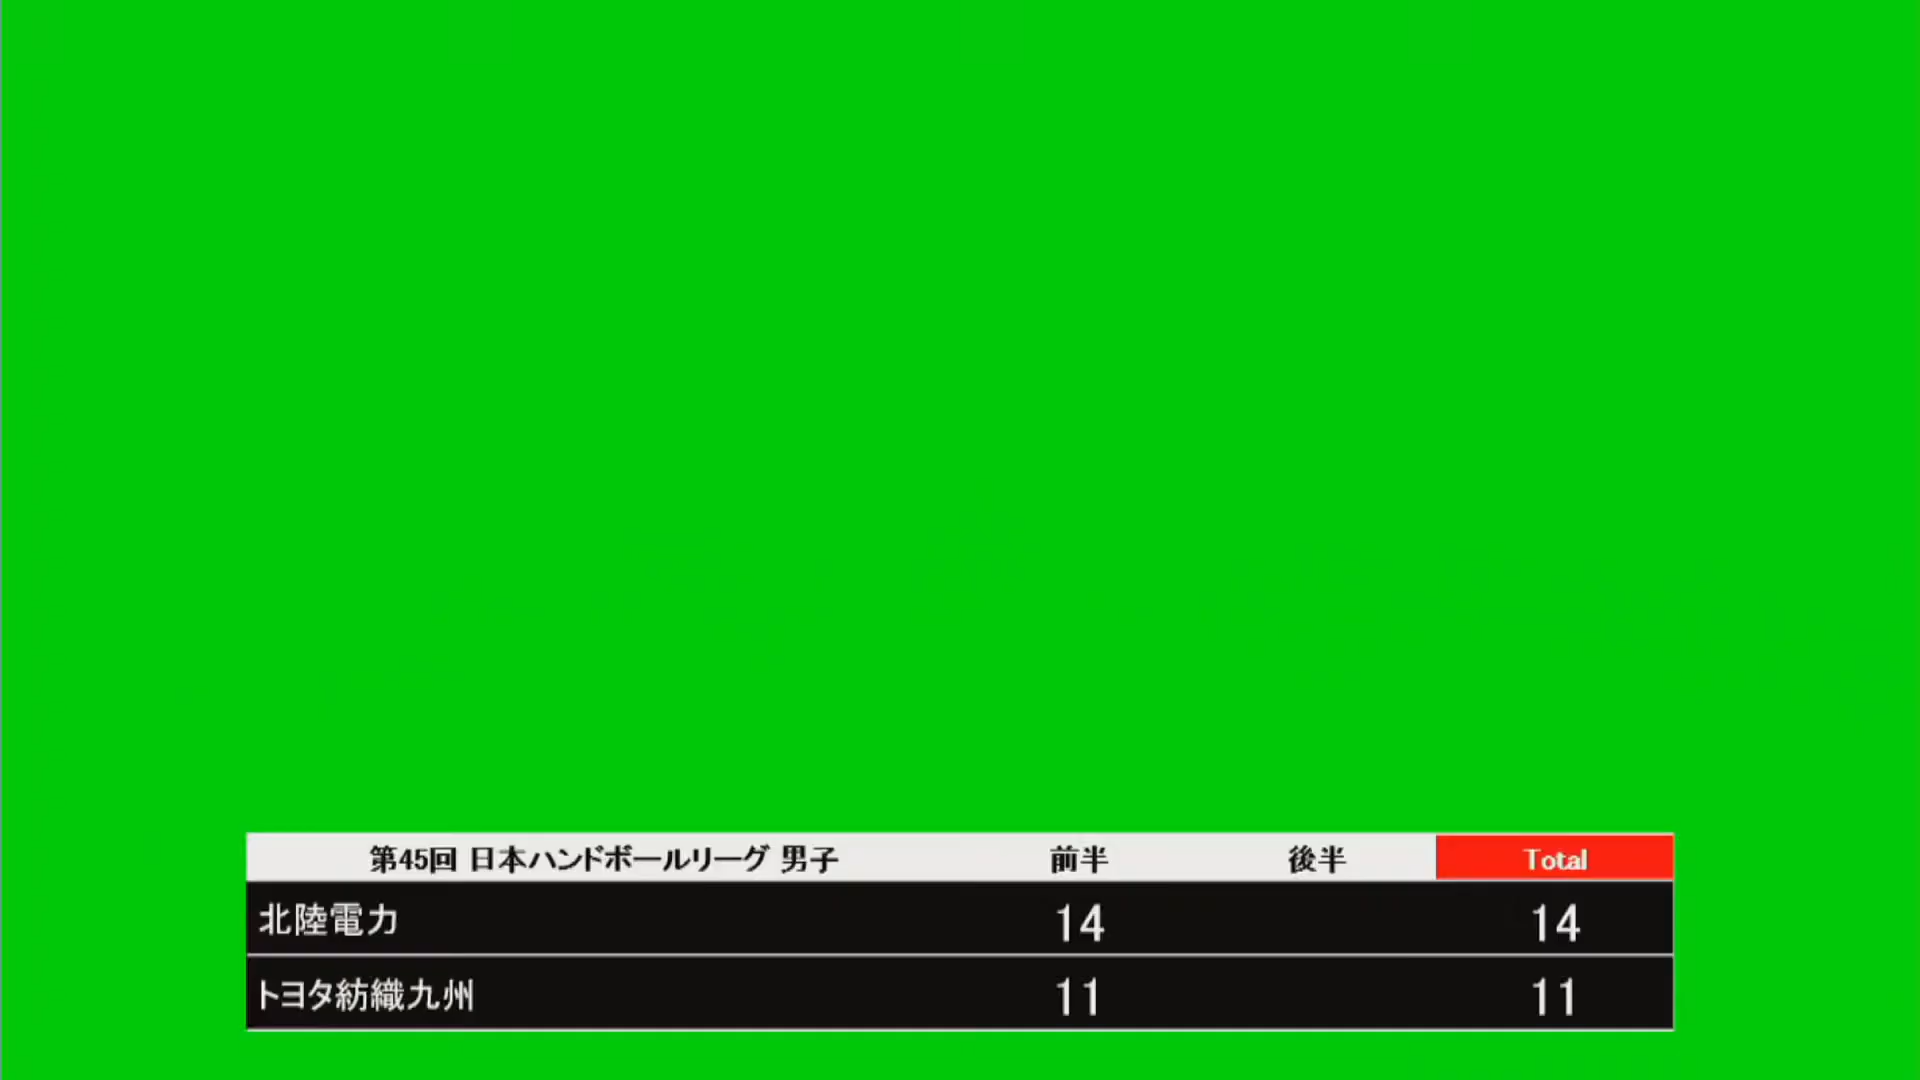 第45回 日本ハンドボールリーグ 男子 前半 後半 Total
北陸電力 14 14
トヨタ紡織九州 11 11